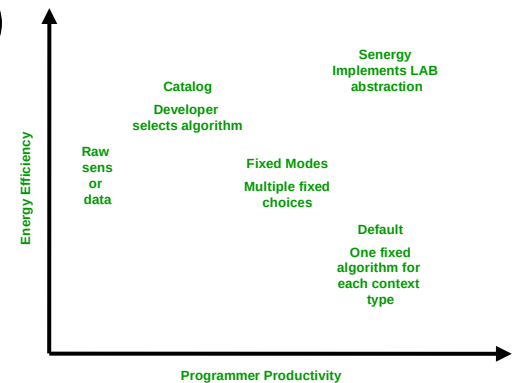 Senergy
Implements LAB
abstraction
Catalog
Developer
selects algorithm
Raw
sens
or
data
Fixed Modes
Multiple fixed
choices
Default
One fixed
algorithm for
each context
type
Energy Efficiency
Programmer Productivity